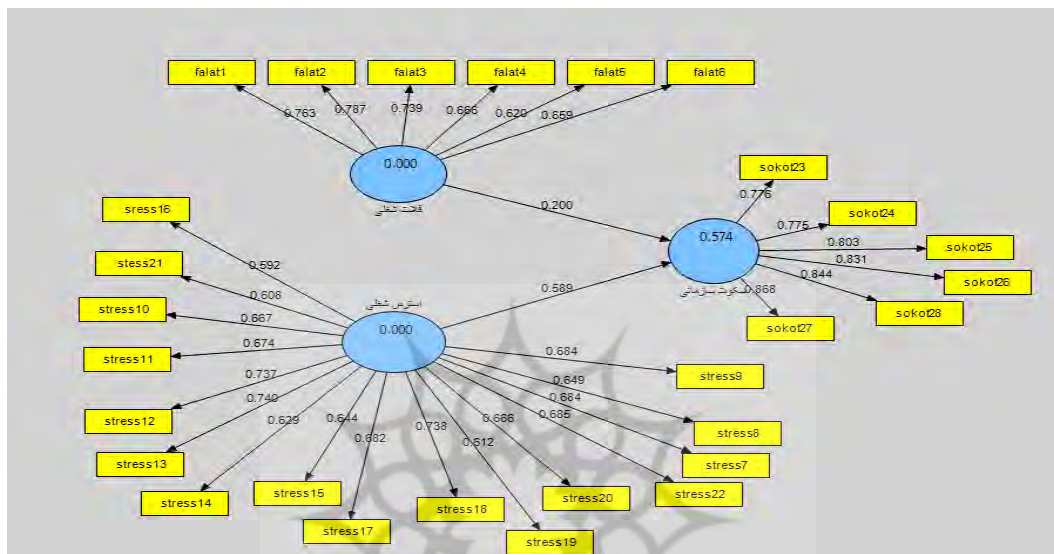 falat1
falat2
falat3
falat4
falat5
falat6
0.763
0.787
0.739
0.666
0.620
0.659
0.000
فلات شغلی
0.200
sokot23
0.776
sokot24
0.775
sokot25
0.803
sokot26
0.831
0.574
سکوت سازمانی
0.844
sokot28
0.868
sokot27
0.589
sress16
0.592
stess21
0.608
stress10
0.667
استرس شغلی
0.000
stress11
0.674
stress12
0.737
stress13
0.740
stress14
0.629
stress15
0.644
stress17
0.682
stress18
0.738
stress19
0.612
stress20
0.666
stress22
0.685
stress7
0.684
stress6
0.649
stress9
0.684